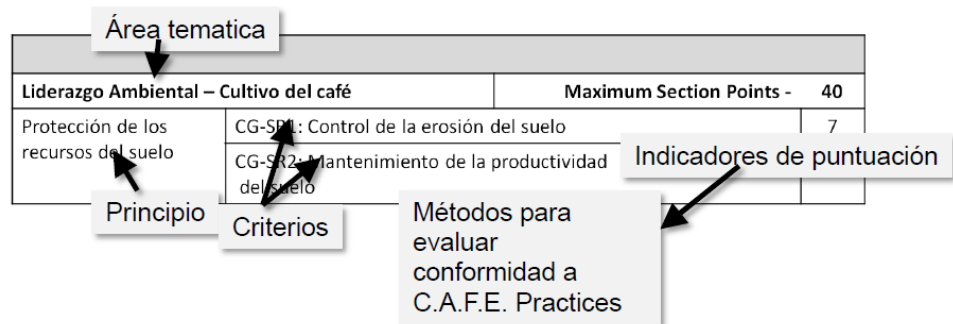 Área tematica
Liderazgo Ambiental – Cultivo del café Maximum Section Points - 40
Protección de los
recursos del suelo
CG-SR1: Control de la erosión del suelo 7
CG-SR2: Mantenimiento de la productividad
del suelo
Indicadores de puntuación
Principio
Criterios
Métodos para
evaluar
conformidad a
C.A.F.E. Practices